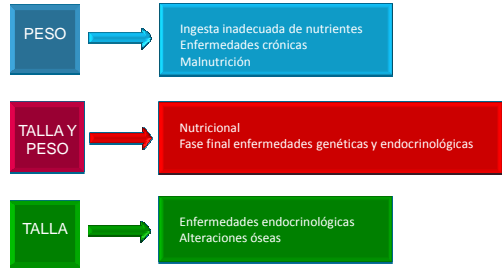 PESO
Ingesta inadecuada de nutrientes
Enfermedades crónicas
Malnutrición
TALLA Y
PESO
Nutricional
Fase final enfermedades genéticas y endocrinológicas
TALLA
Enfermedades endocrinológicas
Alteraciones óseas